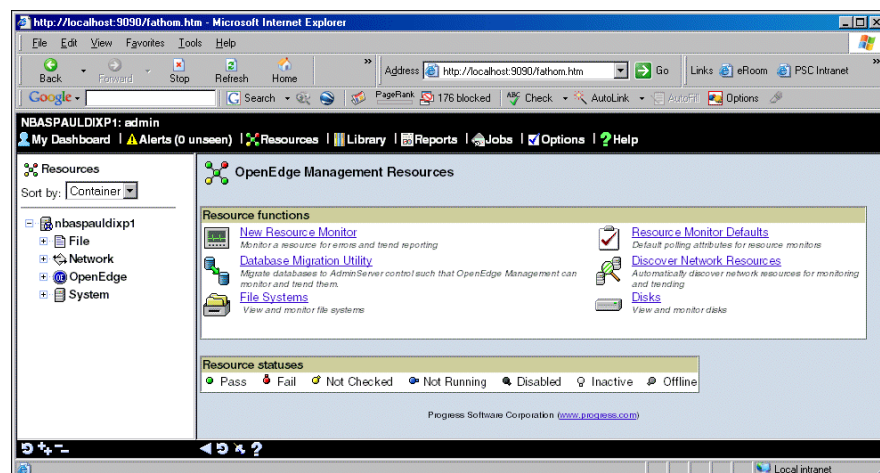 http://localhost:9090/fathom.htm - Microsoft Internet Explorer
File Edit View Favorites Tools Help
Back Forward Stop Refresh Home » Address http://localhost:9090/fathom.htm Go Links eRoom PSC Intranet »
Google Search PageRank 176 blocked ABC Check AutoLink AutoFill Options
NBASPAULDIXP1: admin
My Dashboard | Alerts (0 unseen) | Resources | Library | Reports | Jobs | Options | ? Help
Resources
Sort by: Container
nbaspauldixp1
File
Network
OpenEdge
System
OpenEdge Management Resources
Resource functions
New Resource Monitor
Monitor a resource for errors and trend reporting
Database Migration Utility
Migrate databases to AdminServer control such that OpenEdge Management can
monitor and trend them.
File Systems
View and monitor file systems
Resource Monitor Defaults
Default polling attributes for resource monitors
Discover Network Resources
Automatically discover network resources for monitoring
and trending
Disks
View and monitor disks
Resource statuses
Pass Fail Not Checked Not Running Disabled Inactive Offline
Progress Software Corporation (www.progress.com)
Local intranet